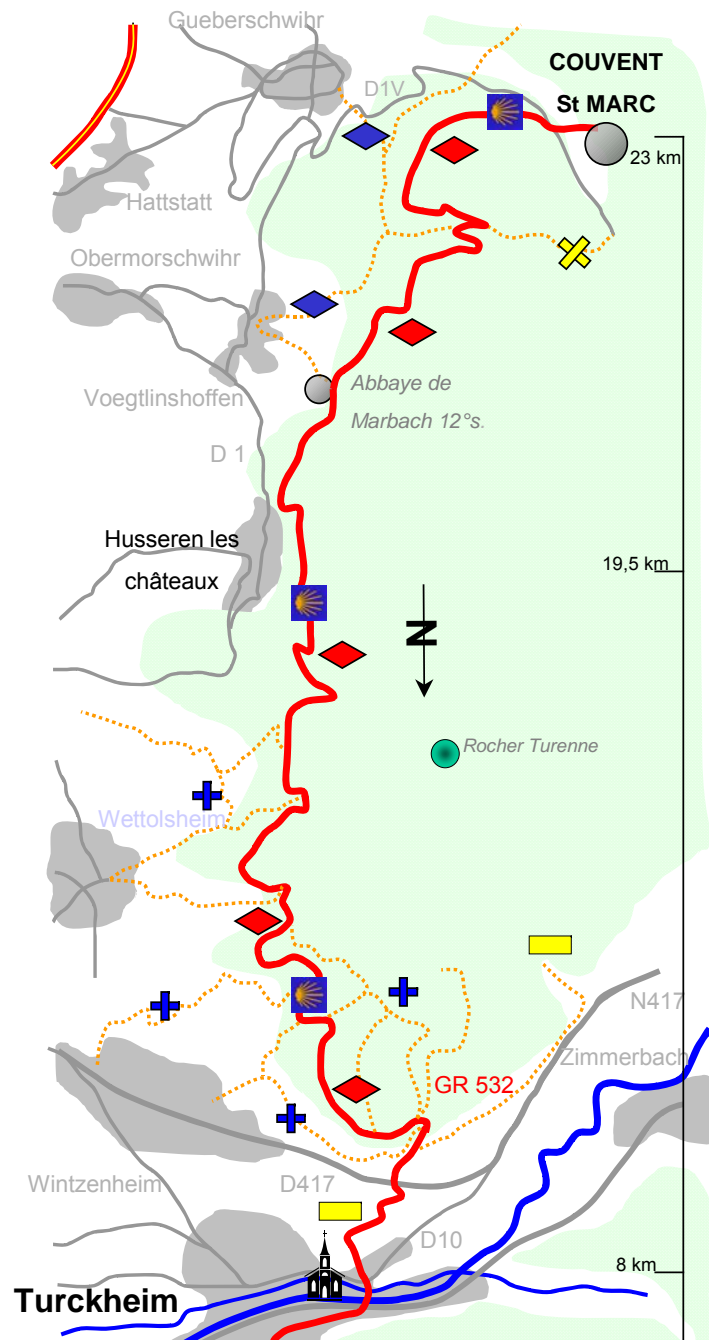 Gueberschwihr
COUVENT
St MARC
D1V
23 km
Hattstatt
Obermorschwihr
Voegtlinshoffen
Abbaye de
Marbach 12°s.
D 1
Husseren les
châteaux
19,5 km
N
Rocher Turenne
Wettolsheim
N417
Zimmerbach
GR 532
Wintzenheim
D417
D10
8 km
Turckheim